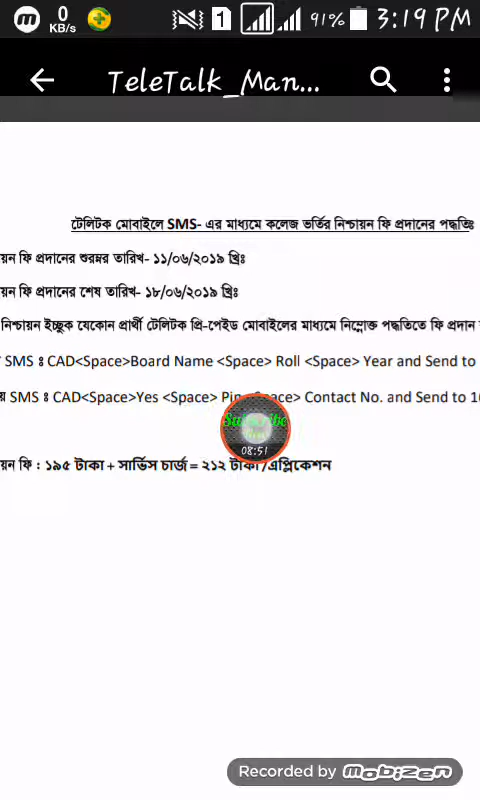 0 KB/s 1 91% 3:19 PM
TeleTalk_Man...
টেলিটক মোবাইলে SMS- এর মাধ্যমে কলেজ ভর্তির নিশ্চায়ন ফি প্রদানের পদ্ধতিঃ
য়ন ফি প্রদানের শুরুর তারিখ- ১১/০৬/২০১৯ খ্রিঃ
য়ন ফি প্রদানের শেষ তারিখ- ১৮/০৬/২০১৯ খ্রিঃ
নিশ্চায়ন ইচ্ছুক যেকোন প্রার্থী টেলিটক প্রি-পেইড মোবাইলের মাধ্যমে নিম্নোক্ত পদ্ধতিতে ফি প্রদান
SMS ঃ CAD<Space>Board Name <Space> Roll <Space> Year and Send to
য় SMS ঃ CAD<Space>Yes <Space> Pin Space> Contact No. and Send to 1
Subscribe
08:51
য়ন ফি : ১৯৫ টাকা + সার্ভিস চার্জ = ২১২ টাকা /এপ্লিকেশন
Recorded by mobizen